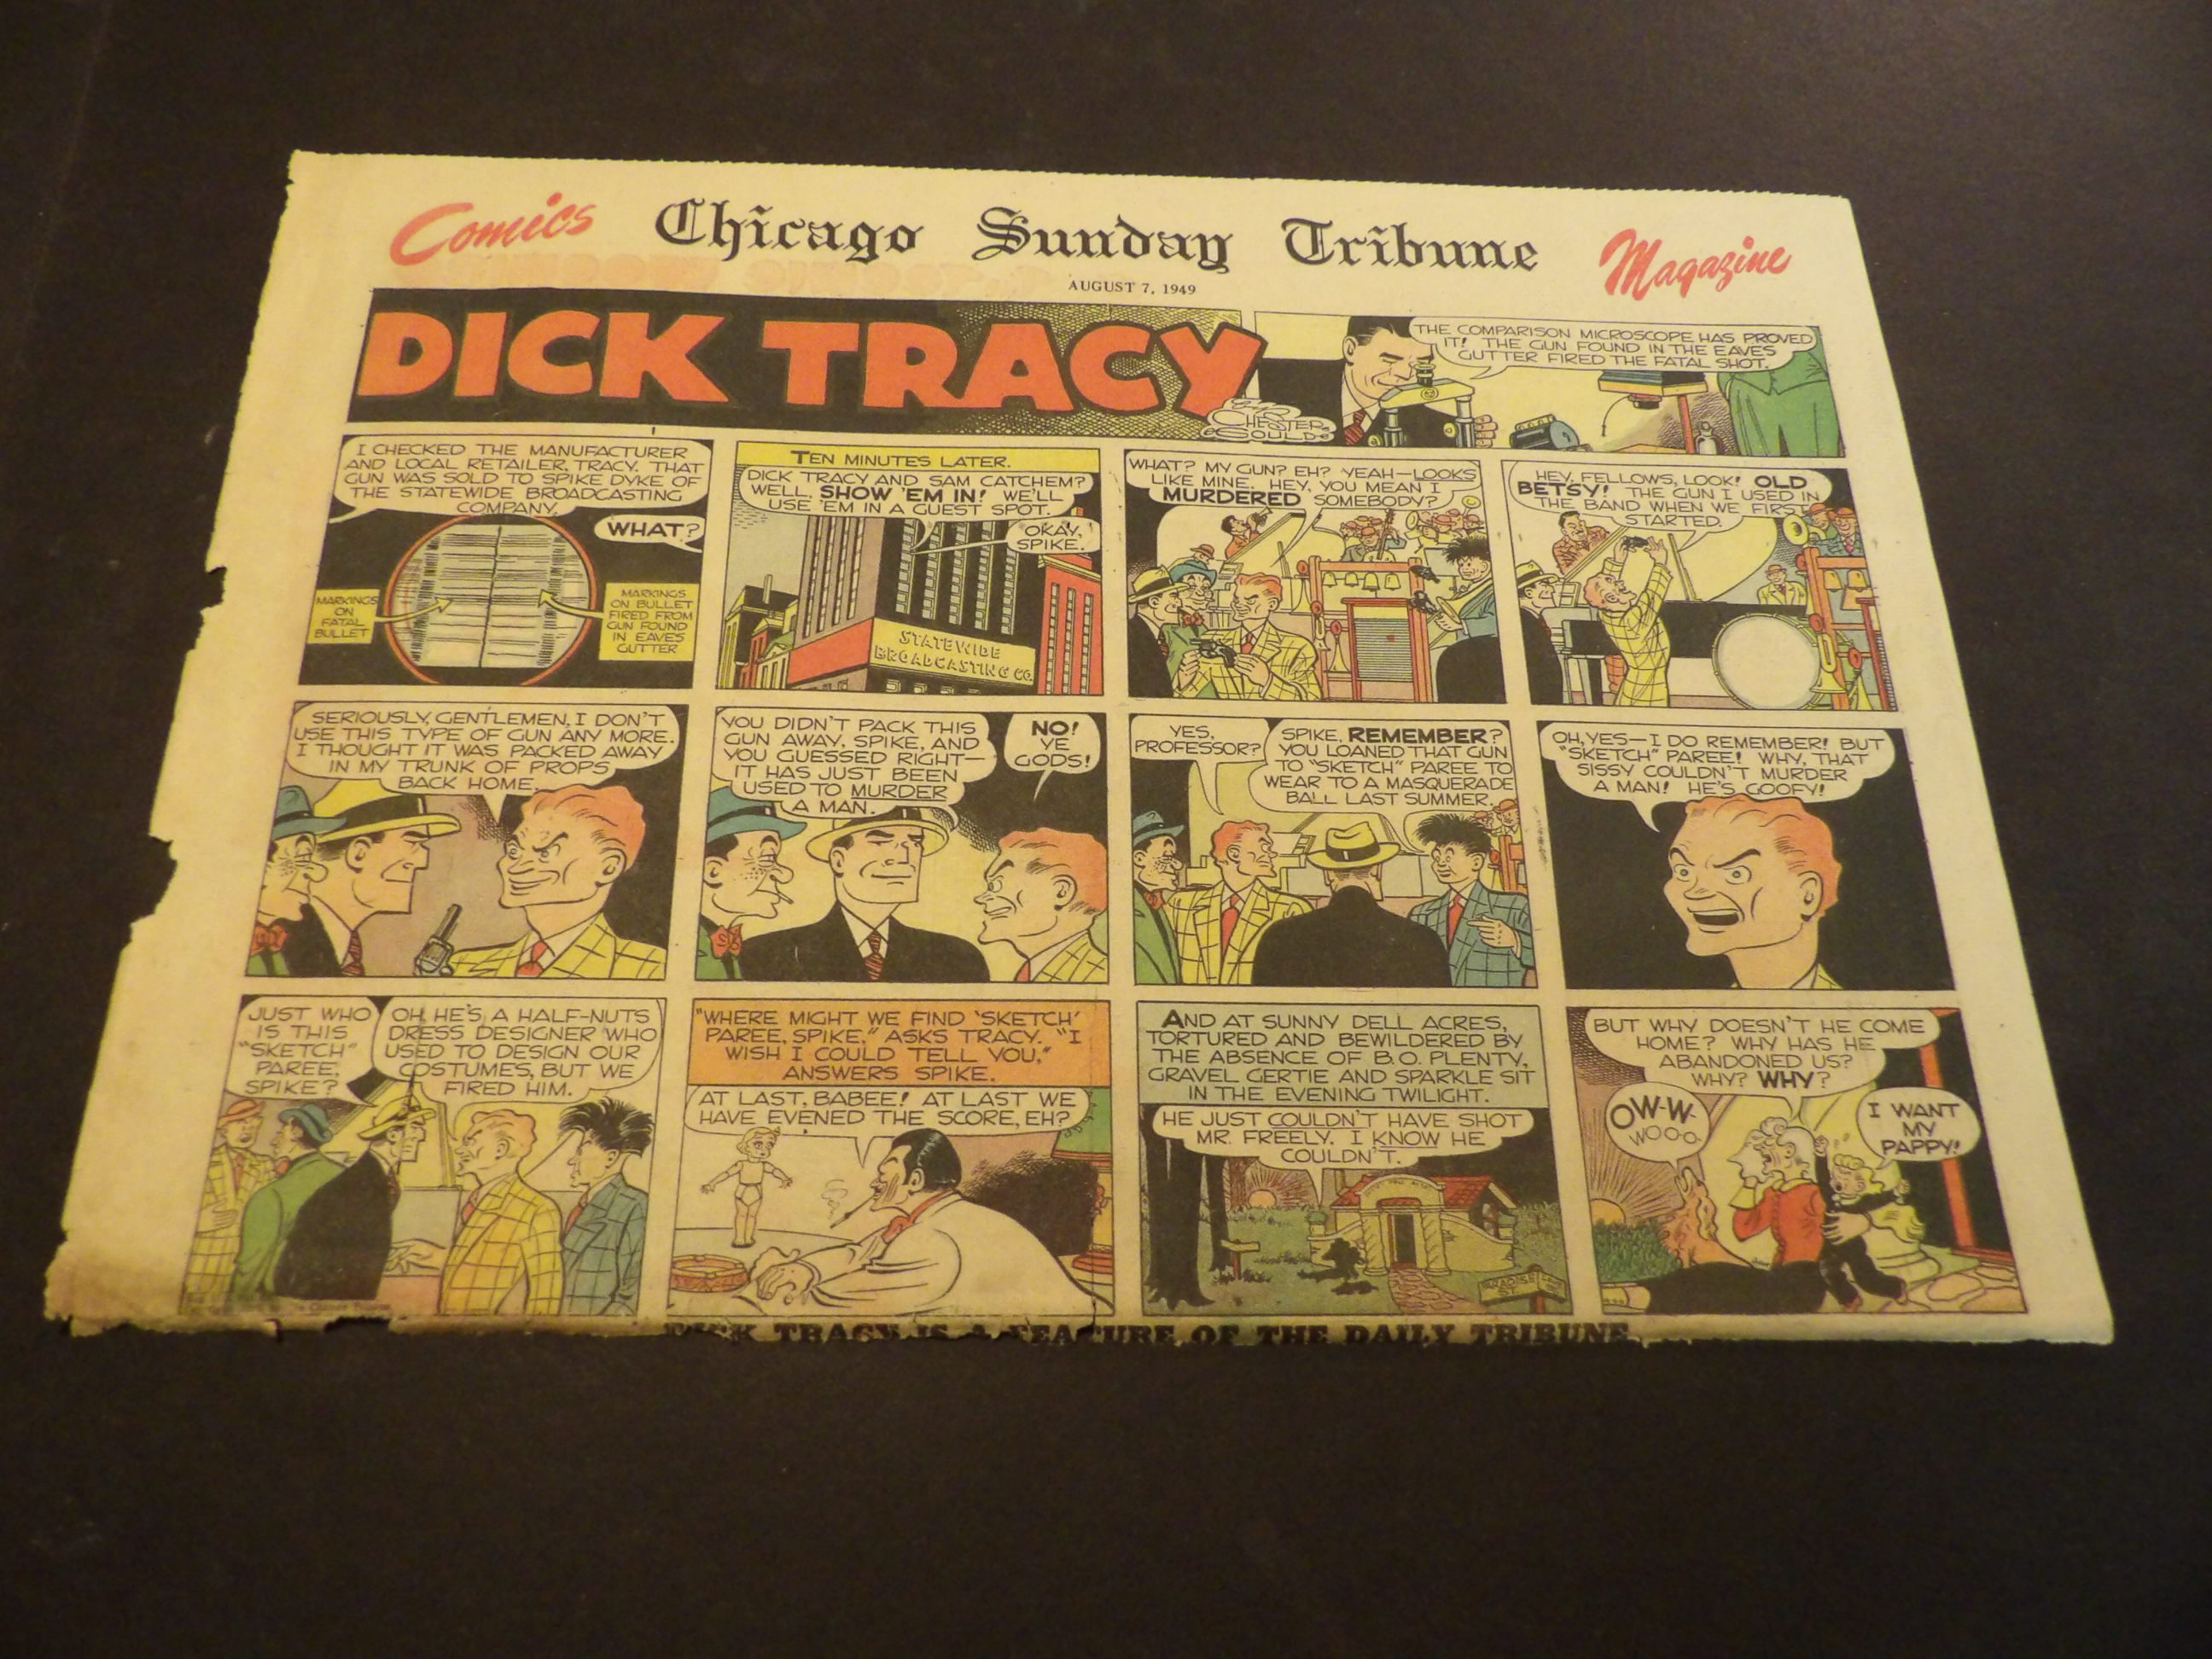 Comics Chicago Sunday Tribune Magazine
AUGUST 7, 1949
DICK TRACY
CHESTER
GOULD
THE COMPARISON MICROSCOPE HAS PROVED
IT! THE GUN FOUND IN THE EAVES
GUTTER FIRED THE FATAL SHOT.
I CHECKED THE MANUFACTURER
AND LOCAL RETAILER, TRACY. THAT
GUN WAS SOLD TO SPIKE DYKE OF
THE STATEWIDE BROADCASTING
COMPANY.
WHAT?
MARKINGS
ON
FATAL
BULLET
MARKINGS
ON BULLET
FIRED FROM
GUN FOUND
IN EAVES
GUTTER
TEN MINUTES LATER.
DICK TRACY AND SAM CATCHEM?
WELL, SHOW 'EM IN! WE'LL
USE 'EM IN A GUEST SPOT.
OKAY,
SPIKE.
STATEWIDE
BROADCASTING CO.
WHAT? MY GUN? EH? YEAH—LOOKS
LIKE MINE. HEY, YOU MEAN I
MURDERED SOMEBODY?
HEY, FELLOWS, LOOK! OLD
BETSY! THE GUN I USED IN
THE BAND WHEN WE FIRST
STARTED.
SERIOUSLY, GENTLEMEN, I DON'T
USE THIS TYPE OF GUN ANY MORE.
I THOUGHT IT WAS PACKED AWAY
IN MY TRUNK OF PROPS
BACK HOME.
YOU DIDN'T PACK THIS
GUN AWAY, SPIKE, AND
YOU GUESSED RIGHT—
IT HAS JUST BEEN
USED TO MURDER
A MAN.
NO!
YE
GODS!
YES,
PROFESSOR?
SPIKE, REMEMBER?
YOU LOANED THAT GUN
TO "SKETCH" PAREE TO
WEAR TO A MASQUERADE
BALL LAST SUMMER.
OH, YES—I DO REMEMBER! BUT
"SKETCH" PAREE! WHY, THAT
SISSY COULDN'T MURDER
A MAN! HE'S GOOFY!
JUST WHO
IS THIS
"SKETCH"
PAREE,
SPIKE?
OH, HE'S A HALF-NUTS
DRESS DESIGNER WHO
USED TO DESIGN OUR
COSTUMES, BUT WE
FIRED HIM.
"WHERE MIGHT WE FIND 'SKETCH'
PAREE, SPIKE," ASKS TRACY. "I
WISH I COULD TELL YOU,"
ANSWERS SPIKE.
AT LAST, BABEE! AT LAST WE
HAVE EVENED THE SCORE, EH?
AND AT SUNNY DELL ACRES,
TORTURED AND BEWILDERED BY
THE ABSENCE OF B.O. PLENTY,
GRAVEL GERTIE AND SPARKLE SIT
IN THE EVENING TWILIGHT.
HE JUST COULDN'T HAVE SHOT
MR. FREELY. I KNOW HE
COULDN'T.
PARADISE
ST.
BUT WHY DOESN'T HE COME
HOME? WHY HAS HE
ABANDONED US?
WHY? WHY?
OW-W-
WOO-O-
I WANT
MY
PAPPY!
DICK TRACY IS A FEATURE OF THE DAILY TRIBUNE